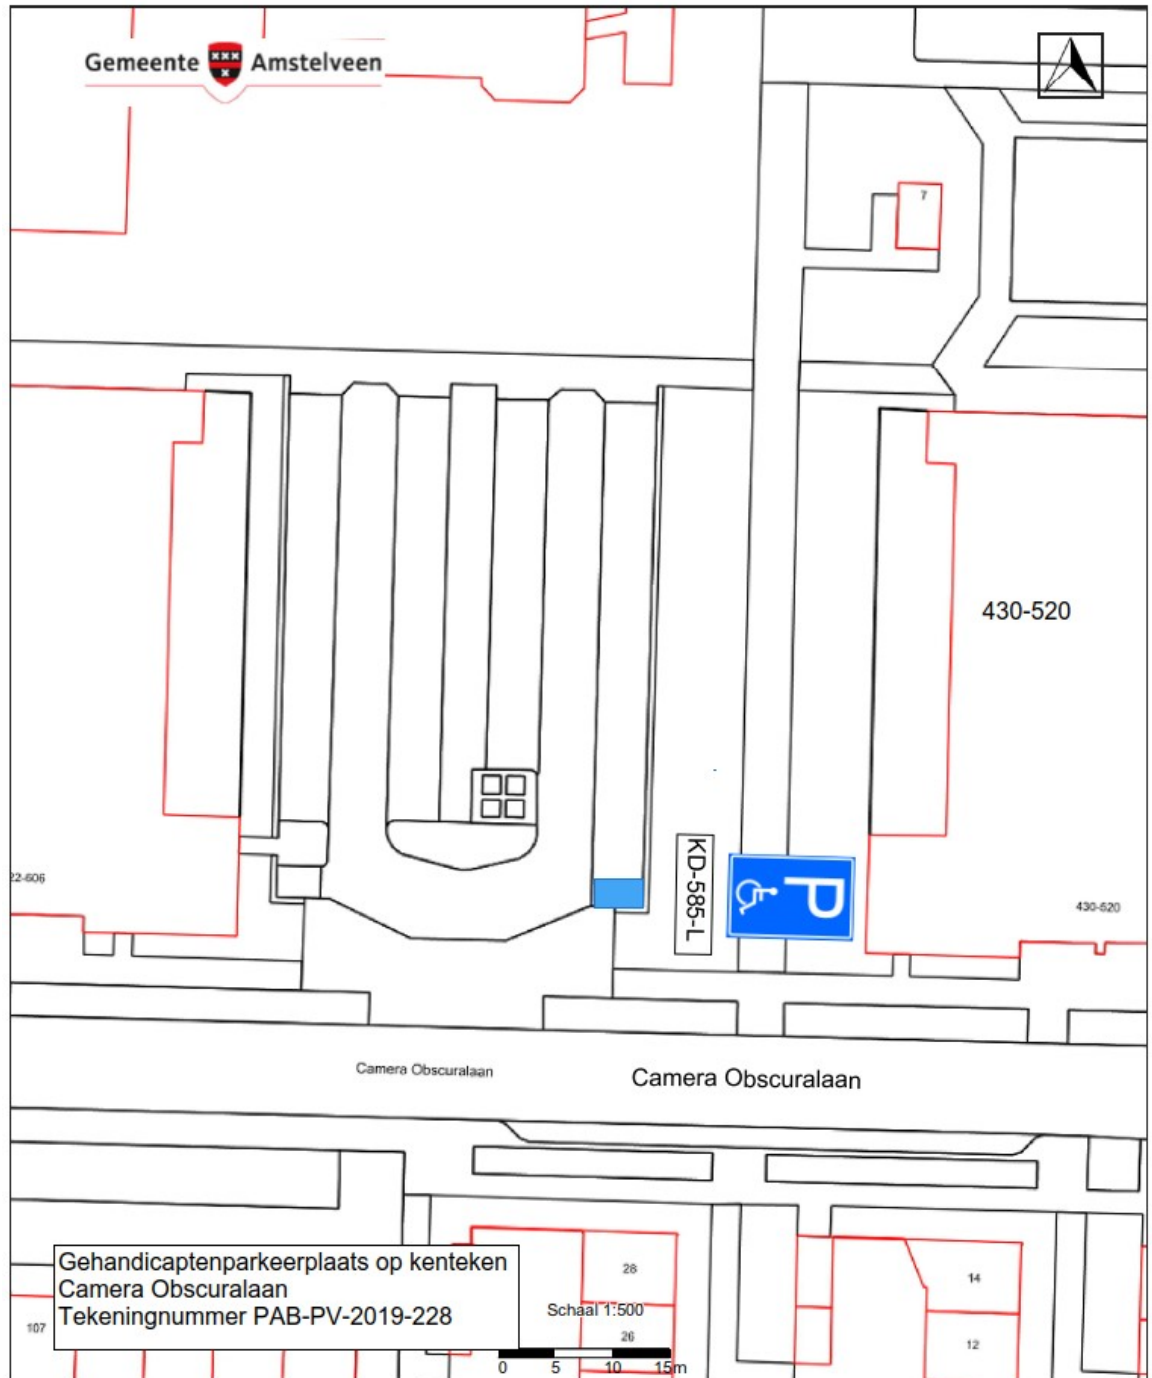 Gemeente Amstelveen
7
430-520
KD-585-L
P
22-606
430-520
Camera Obscuralaan
Camera Obscuralaan
Gehandicaptenparkeerplaats op kenteken
Camera Obscuralaan
Tekeningnummer PAB-PV-2019-228
28
14
Schaal 1:500
107
26
12
0 5 10 15m